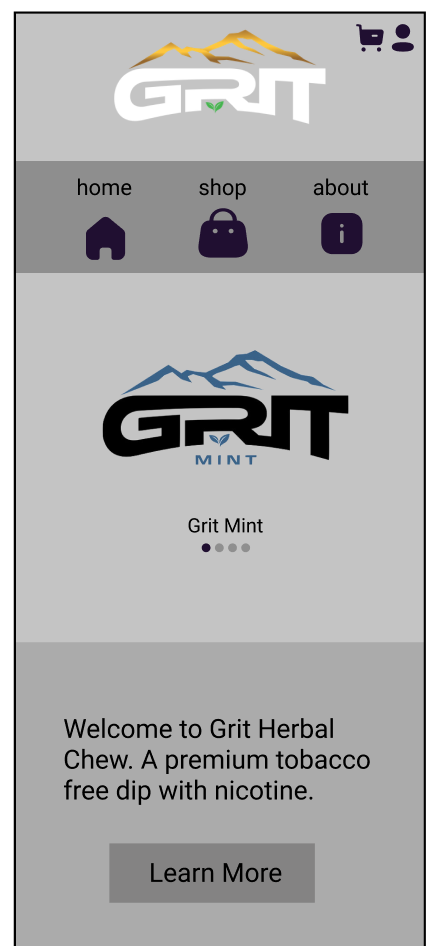 GRIT
home shop about
i
GRIT
MINT
Grit Mint
Welcome to Grit Herbal
Chew. A premium tobacco
free dip with nicotine.
Learn More